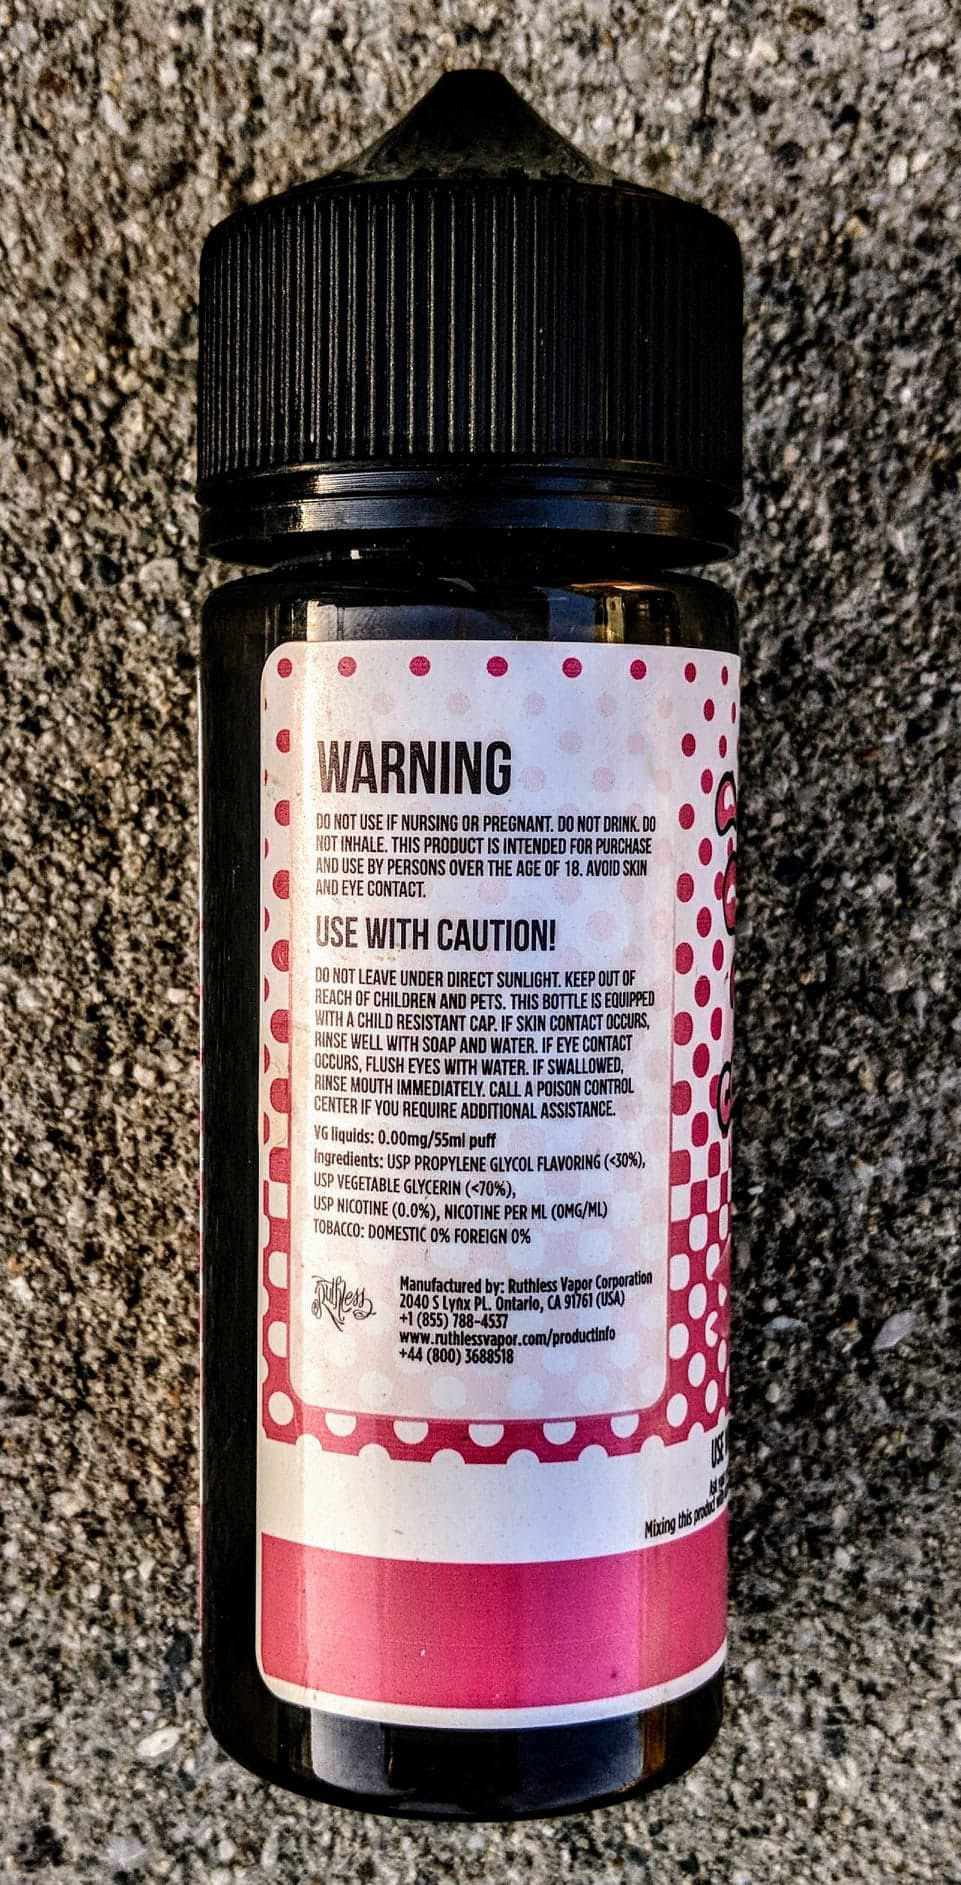 WARNING
DO NOT USE IF NURSING OR PREGNANT. DO NOT DRINK. DO
NOT INHALE. THIS PRODUCT IS INTENDED FOR PURCHASE
AND USE BY PERSONS OVER THE AGE OF 18. AVOID SKIN
AND EYE CONTACT.
USE WITH CAUTION!
DO NOT LEAVE UNDER DIRECT SUNLIGHT. KEEP OUT OF
REACH OF CHILDREN AND PETS. THIS BOTTLE IS EQUIPPED
WITH A CHILD RESISTANT CAP. IF SKIN CONTACT OCCURS,
RINSE WELL WITH SOAP AND WATER. IF EYE CONTACT
OCCURS, FLUSH EYES WITH WATER. IF SWALLOWED,
RINSE MOUTH IMMEDIATELY. CALL A POISON CONTROL
CENTER IF YOU REQUIRE ADDITIONAL ASSISTANCE.
VG liquids: 0.00mg/55ml puff
Ingredients: USP PROPYLENE GLYCOL FLAVORING (<30%),
USP VEGETABLE GLYCERIN (<70%),
USP NICOTINE (0.0%), NICOTINE PER ML (0MG/ML)
TOBACCO: DOMESTIC 0% FOREIGN 0%
Ruthless
Manufactured by: Ruthless Vapor Corporation
2040 S Lynx PL. Ontario, CA 91761 (USA)
+1 (855) 788-4537
www.ruthlessvapor.com/productinfo
+44 (800) 3688518
USE
Ask your
Mixing this product